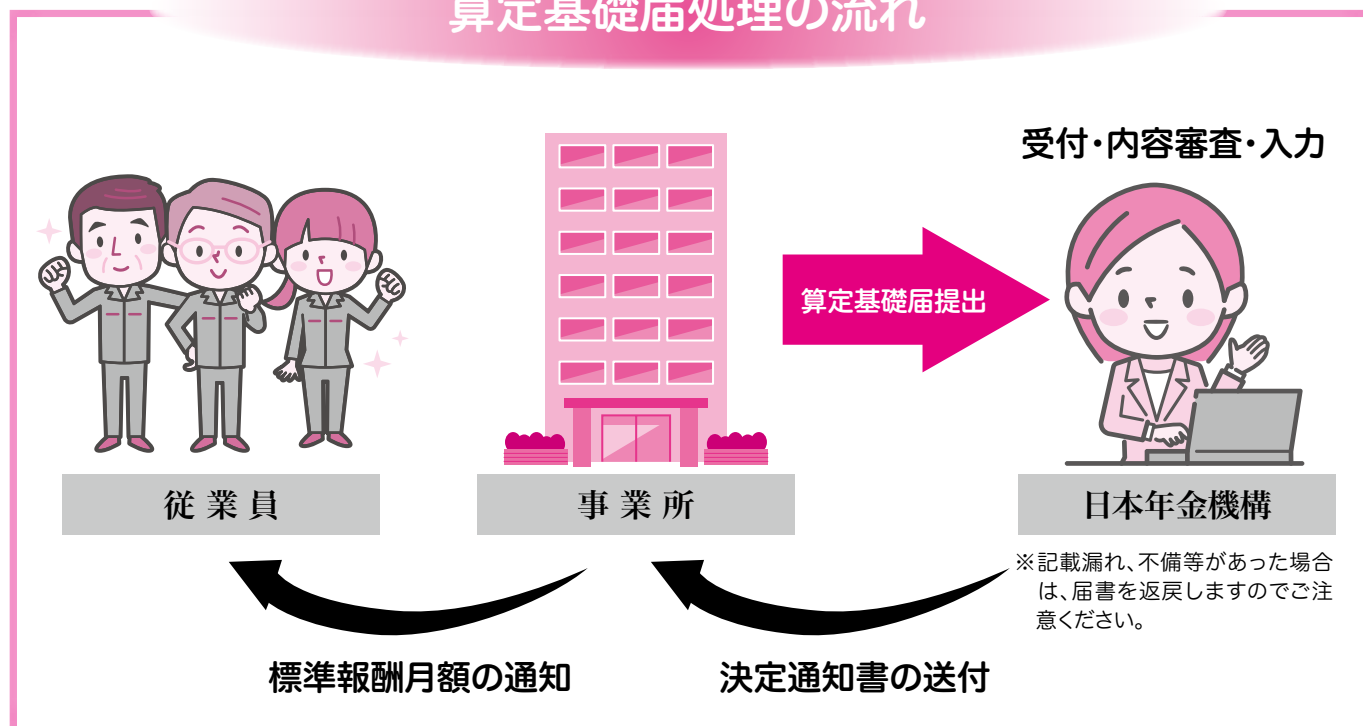 算定基礎届処理の流れ
受付・内容審査・入力
算定基礎届提出
従業員
事業所
日本年金機構
※記載漏れ、不備等があった場合
は、届書を返戻しますのでご注
意ください。
標準報酬月額の通知
決定通知書の送付